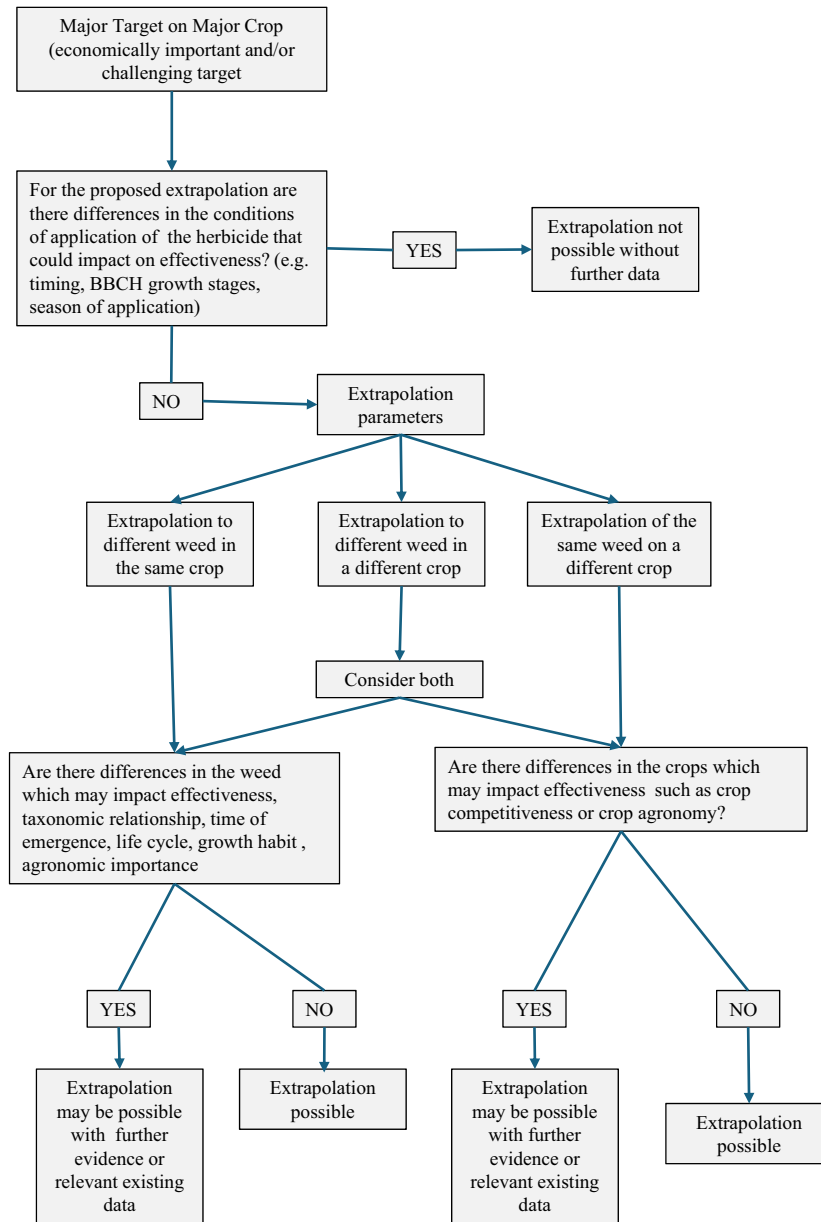 Major Target on Major Crop
(economically important and/or
challenging target
For the proposed extrapolation are
there differences in the conditions
of application of the herbicide that
could impact on effectiveness? (e.g.
timing, BBCH growth stages,
season of application)
YES
Extrapolation not
possible without
further data
NO
Extrapolation
parameters
Extrapolation to
different weed in
the same crop
Extrapolation to
different weed in
a different crop
Extrapolation of the
same weed on a
different crop
Consider both
Are there differences in the weed
which may impact effectiveness,
taxonomic relationship, time of
emergence, life cycle, growth habit ,
agronomic importance
Are there differences in the crops which
may impact effectiveness such as crop
competitiveness or crop agronomy?
YES
NO
YES
NO
Extrapolation
may be possible
with further
evidence or
relevant existing
data
Extrapolation
possible
Extrapolation
may be possible
with further
evidence or
relevant existing
data
Extrapolation
possible